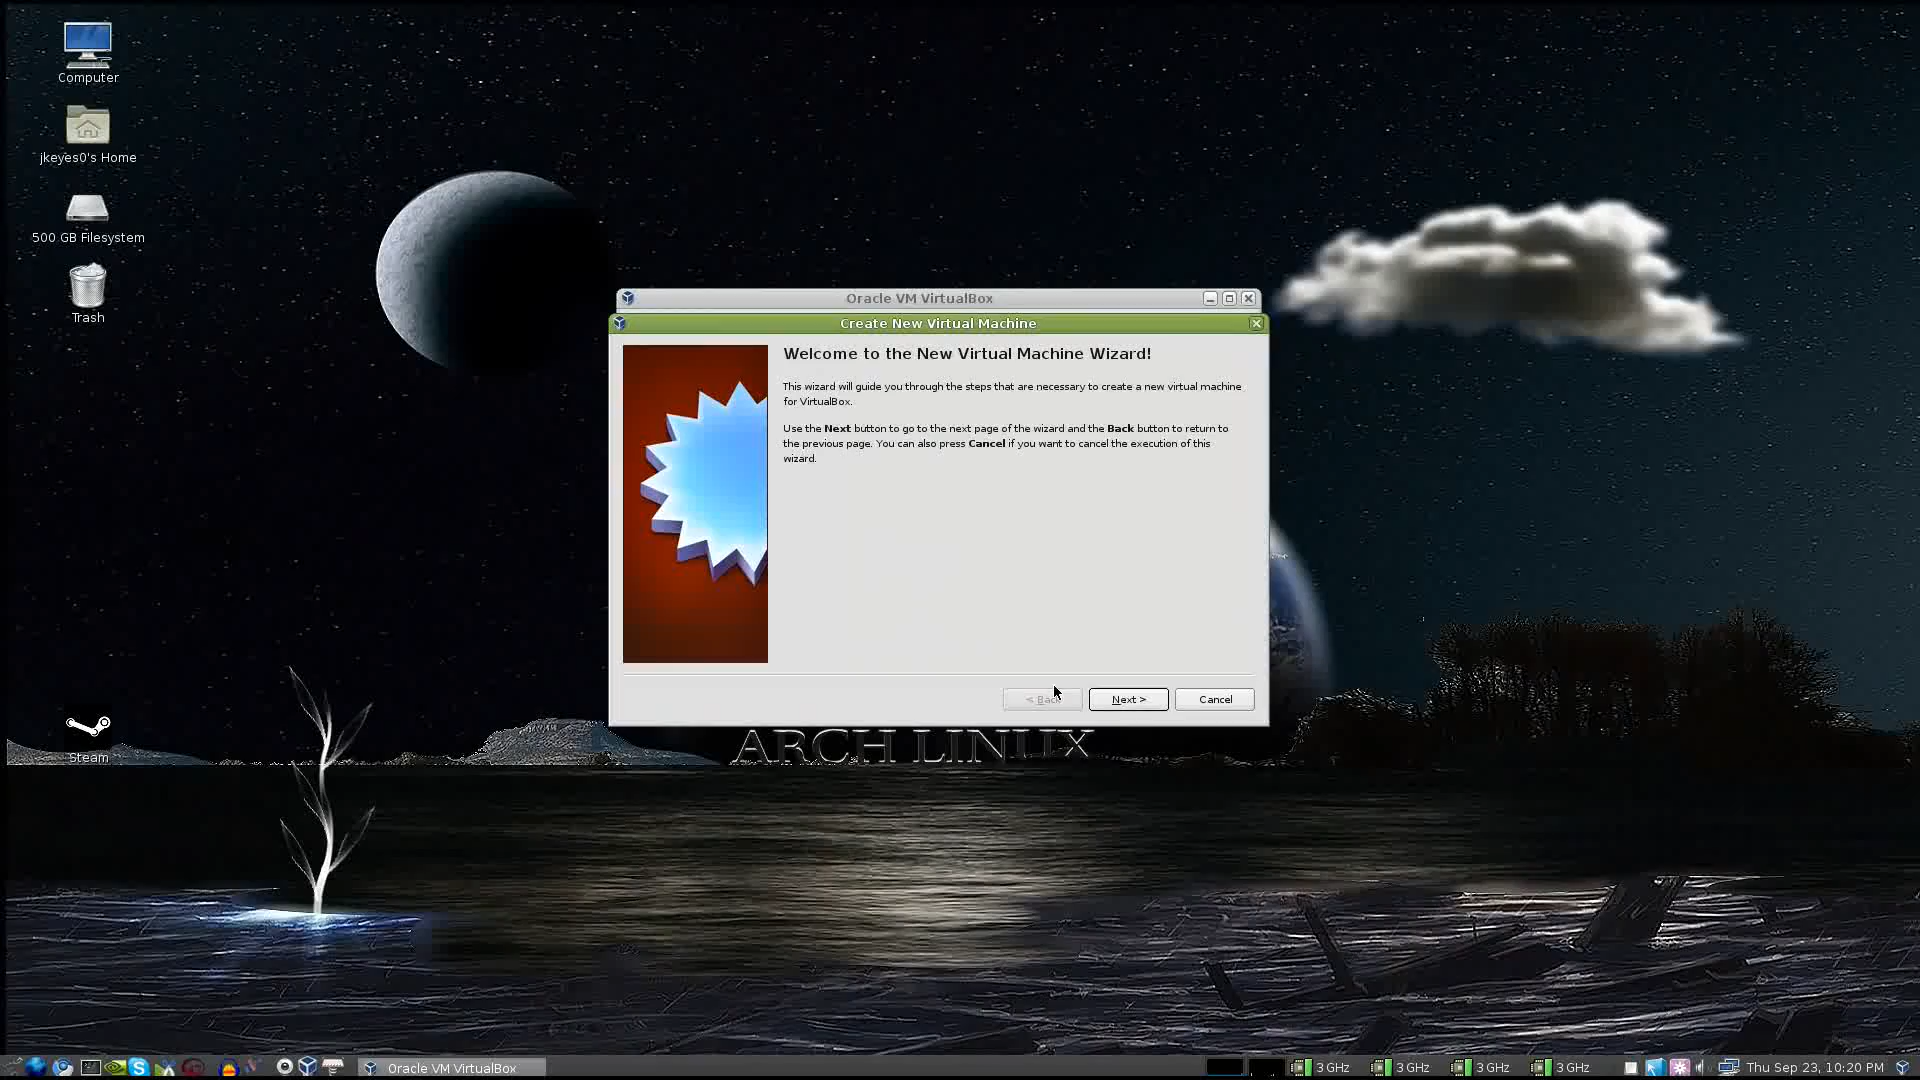 Computer
jkeyes0's Home
500 GB Filesystem
Trash
Steam
Oracle VM VirtualBox
Create New Virtual Machine
Welcome to the New Virtual Machine Wizard!
This wizard will guide you through the steps that are necessary to create a new virtual machine
for VirtualBox.
Use the Next button to go to the next page of the wizard and the Back button to return to
the previous page. You can also press Cancel if you want to cancel the execution of this
wizard.
< Back
Next >
Cancel
ARCH LINUX
Oracle VM VirtualBox
3 GHz
3 GHz
3 GHz
3 GHz
Thu Sep 23, 10:20 PM